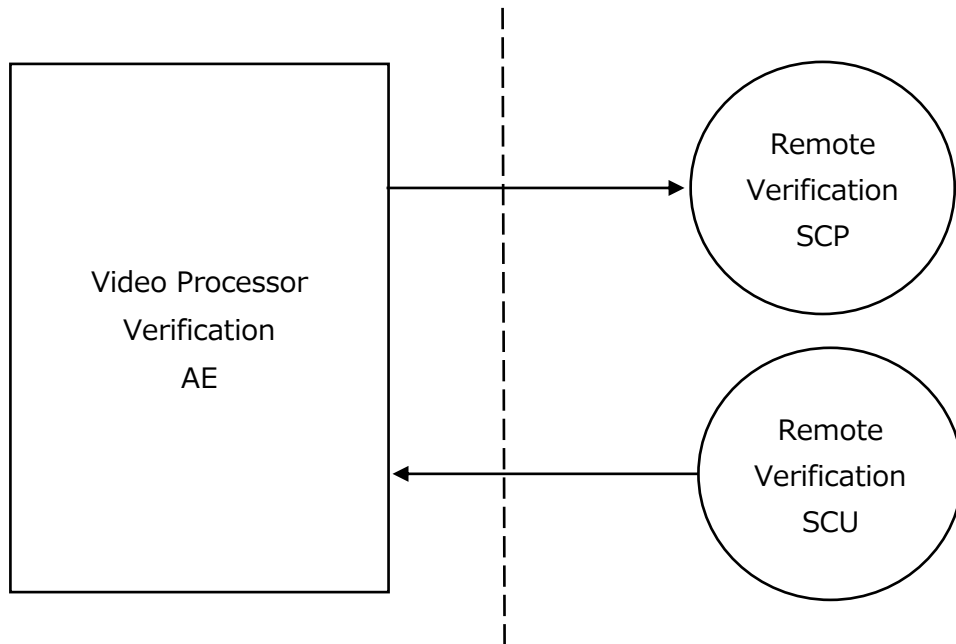 Video Processor
Verification
AE
Remote
Verification
SCP
Remote
Verification
SCU